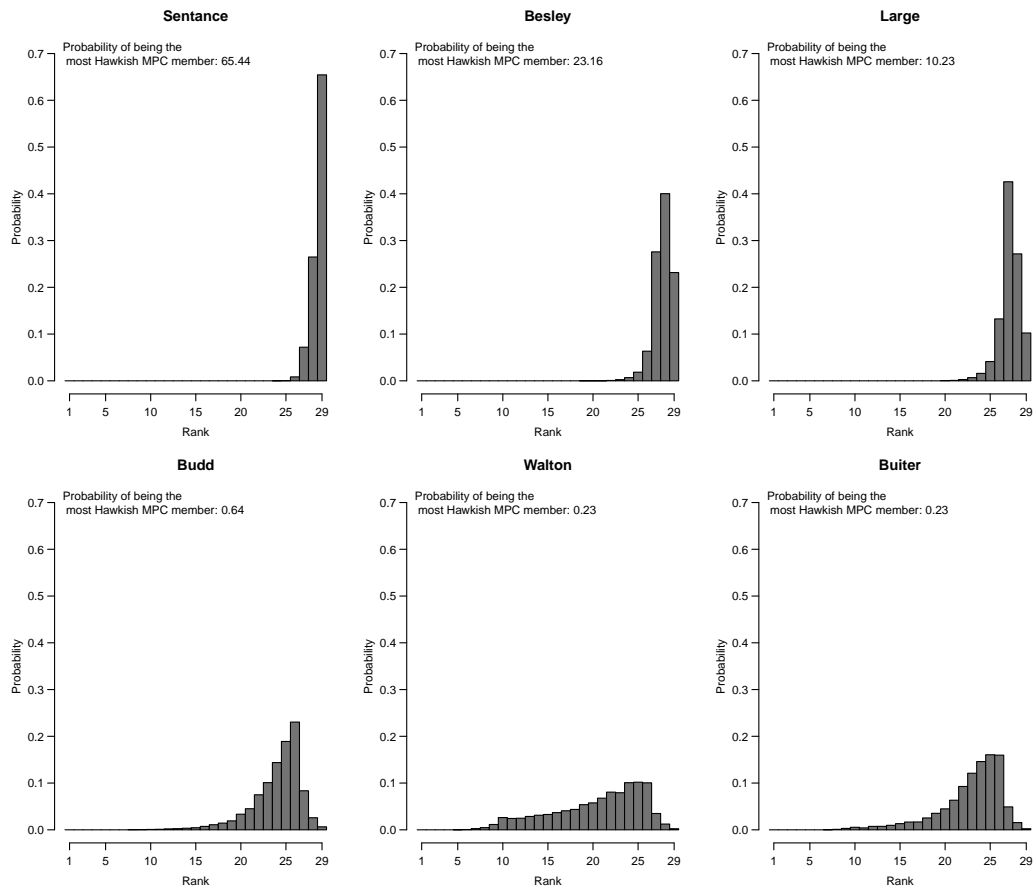 Sentance
Probability of being the
most Hawkish MPC member: 65.44
0.7
0.6
0.5
0.4
0.3
0.2
0.1
0.0
Probability
1 5 10 15 20 25 29
Rank
Besley
Probability of being the
most Hawkish MPC member: 23.16
0.7
0.6
0.5
0.4
0.3
0.2
0.1
0.0
Probability
1 5 10 15 20 25 29
Rank
Large
Probability of being the
most Hawkish MPC member: 10.23
0.7
0.6
0.5
0.4
0.3
0.2
0.1
0.0
Probability
1 5 10 15 20 25 29
Rank
Budd
Probability of being the
most Hawkish MPC member: 0.64
0.7
0.6
0.5
0.4
0.3
0.2
0.1
0.0
Probability
1 5 10 15 20 25 29
Rank
Walton
Probability of being the
most Hawkish MPC member: 0.23
0.7
0.6
0.5
0.4
0.3
0.2
0.1
0.0
Probability
1 5 10 15 20 25 29
Rank
Buiter
Probability of being the
most Hawkish MPC member: 0.23
0.7
0.6
0.5
0.4
0.3
0.2
0.1
0.0
Probability
1 5 10 15 20 25 29
Rank